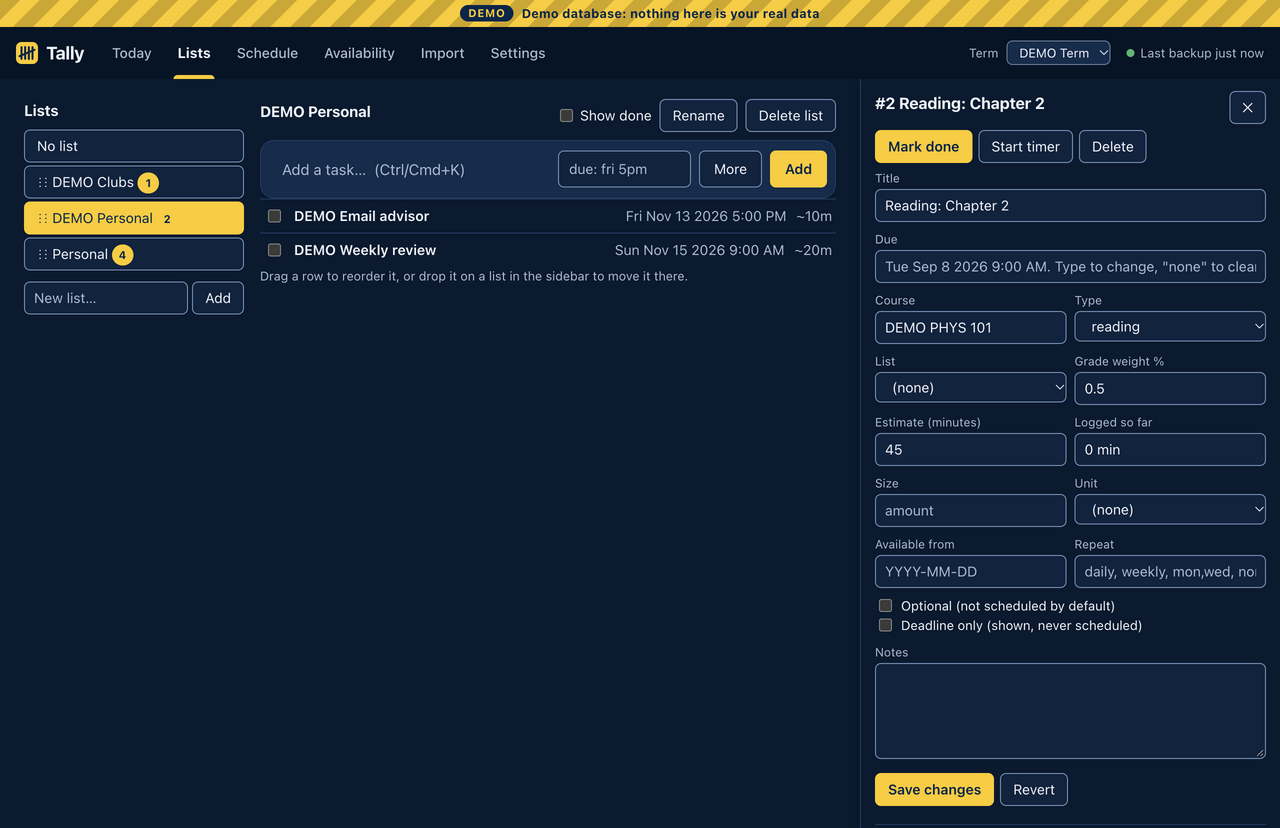 DEMO Demo database: nothing here is your real data
Tally Today Lists Schedule Availability Import Settings Term DEMO Term Last backup just now
Lists
No list
DEMO Clubs 1
DEMO Personal 2
Personal 4
New list... Add
DEMO Personal Show done Rename Delete list
Add a task... (Ctrl/Cmd+K) due: fri 5pm More Add
DEMO Email advisor Fri Nov 13 2026 5:00 PM ~10m
DEMO Weekly review Sun Nov 15 2026 9:00 AM ~20m
Drag a row to reorder it, or drop it on a list in the sidebar to move it there.
#2 Reading: Chapter 2
Mark done Start timer Delete
Title
Reading: Chapter 2
Due
Tue Sep 8 2026 9:00 AM. Type to change, "none" to clea
Course Type
DEMO PHYS 101 reading
List Grade weight %
(none) 0.5
Estimate (minutes) Logged so far
45 0 min
Size Unit
amount (none)
Available from Repeat
YYYY-MM-DD daily, weekly, mon,wed, no
Optional (not scheduled by default)
Deadline only (shown, never scheduled)
Notes
Save changes Revert